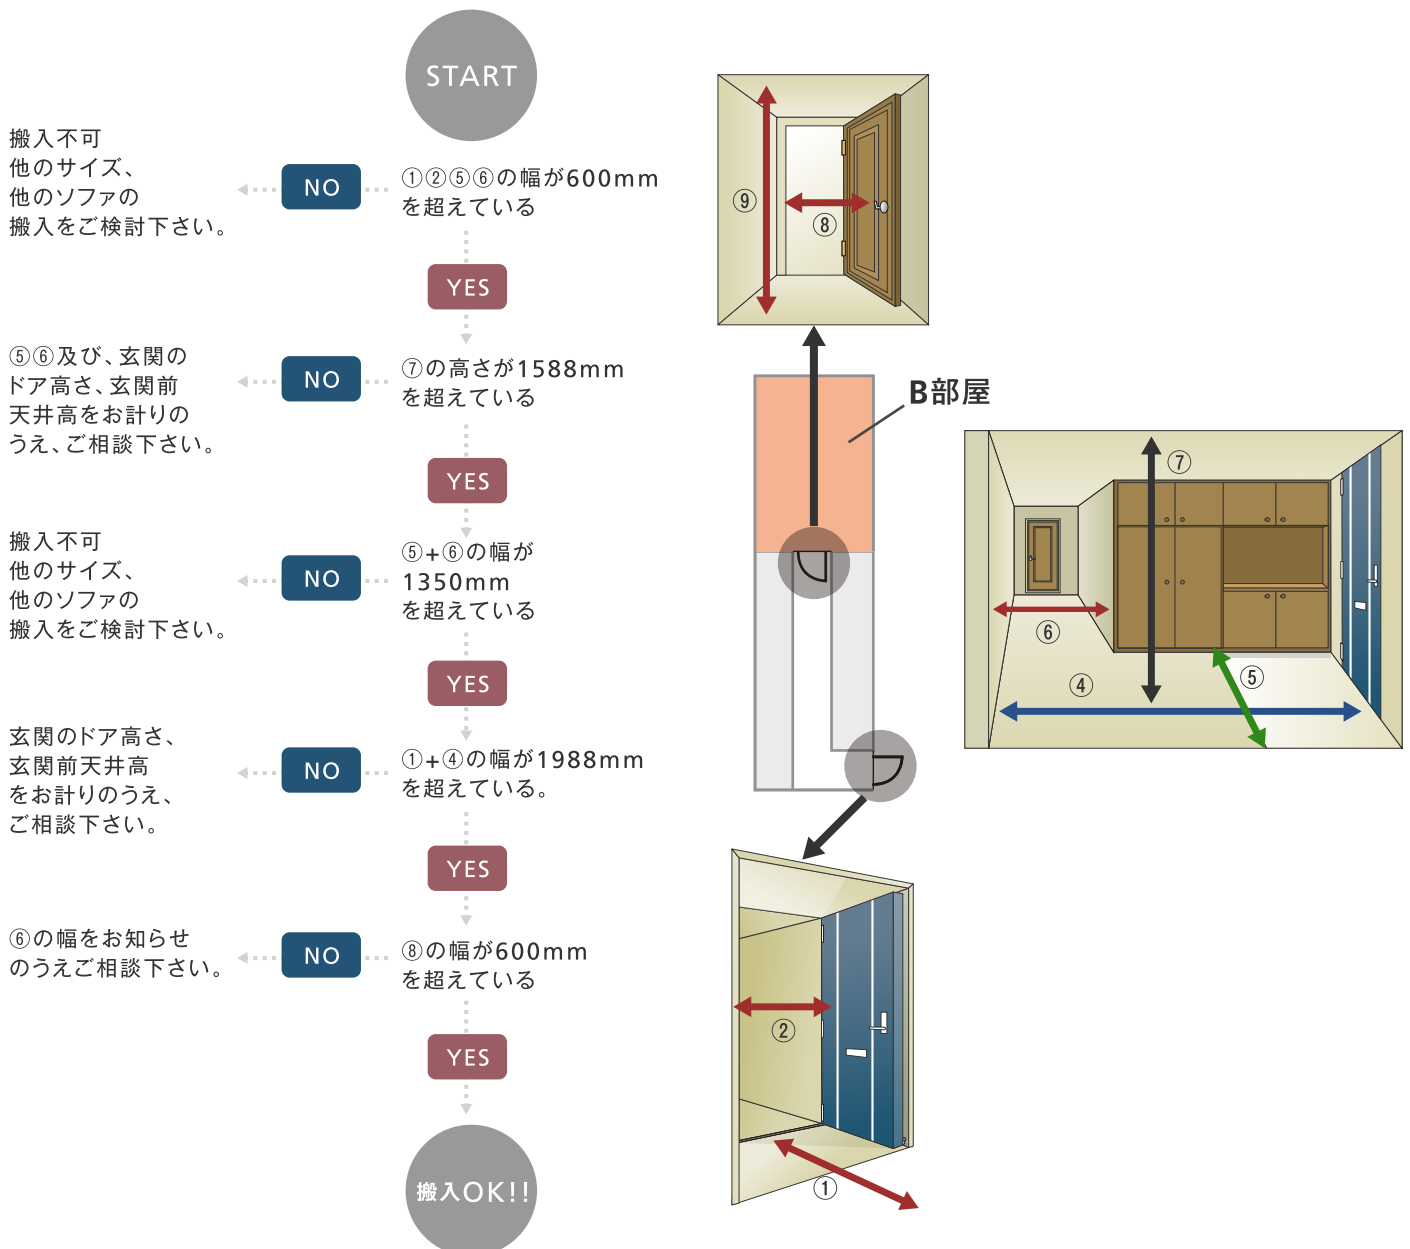 START
①②⑤⑥の幅が600mm
を超えている
NO
搬入不可
他のサイズ、
他のソファの
搬入をご検討下さい。
YES
⑦の高さが1588mm
を超えている
NO
⑤⑥及び、玄関の
ドア高さ、玄関前
天井高をお計りの
うえ、ご相談下さい。
YES
⑤+⑥の幅が
1350mm
を超えている
NO
搬入不可
他のサイズ、
他のソファの
搬入をご検討下さい。
YES
①+④の幅が1988mm
を超えている。
NO
玄関のドア高さ、
玄関前天井高
をお計りのうえ、
ご相談下さい。
YES
⑧の幅が600mm
を超えている
NO
⑥の幅をお知らせ
のうえご相談下さい。
YES
搬入OK!!
⑨
⑧
B部屋
⑦
⑥
⑤
④
②
①